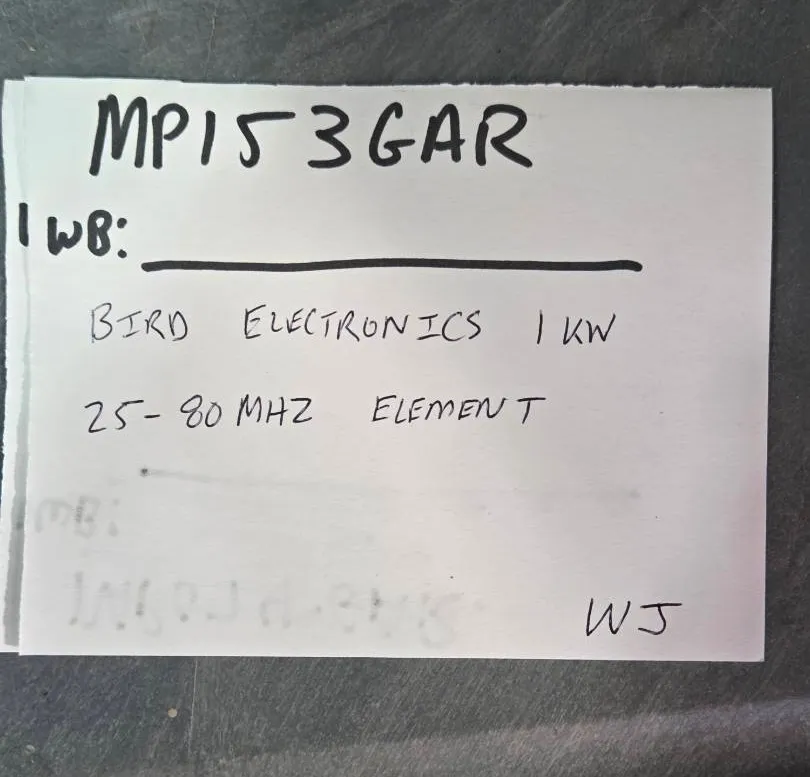 MP153GAR
1 WB:
BIRD ELECTRONICS 1 KW
25-80 MHZ ELEMENT
WJ